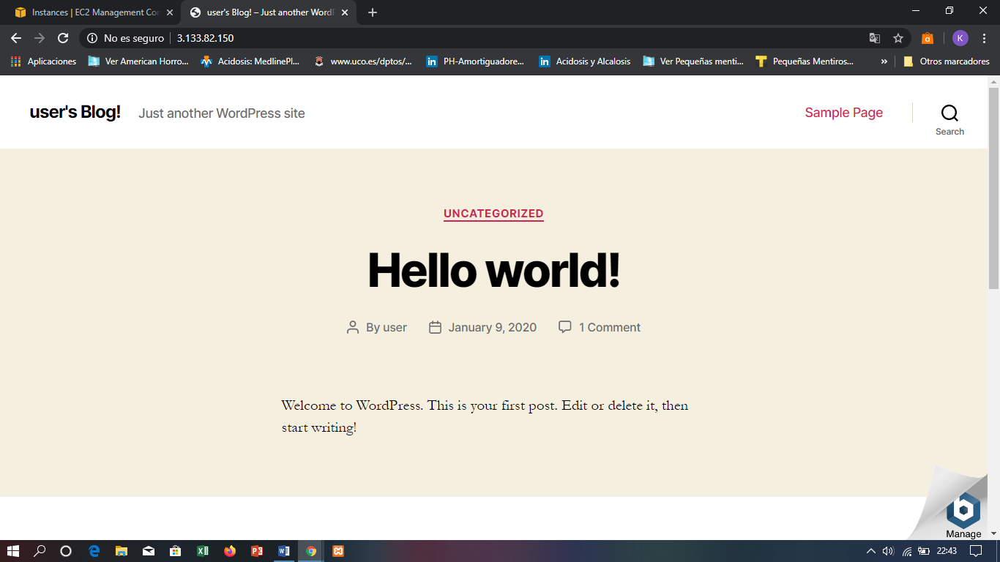 Instances | EC2 Management Con
user's Blog! – Just another WordP
No es seguro 3.133.82.150
K
Aplicaciones Ver American Horro... Acidosis: MedlinePl... www.uco.es/dptos/... PH-Amortiguadore... Acidosis y Alcalosis Ver Pequeñas menti... Pequeñas Mentiros... » Otros marcadores
user's Blog! Just another WordPress site
Sample Page
Search
UNCATEGORIZED
Hello world!
By user January 9, 2020 1 Comment
Welcome to WordPress. This is your first post. Edit or delete it, then
start writing!
Manage
22:43